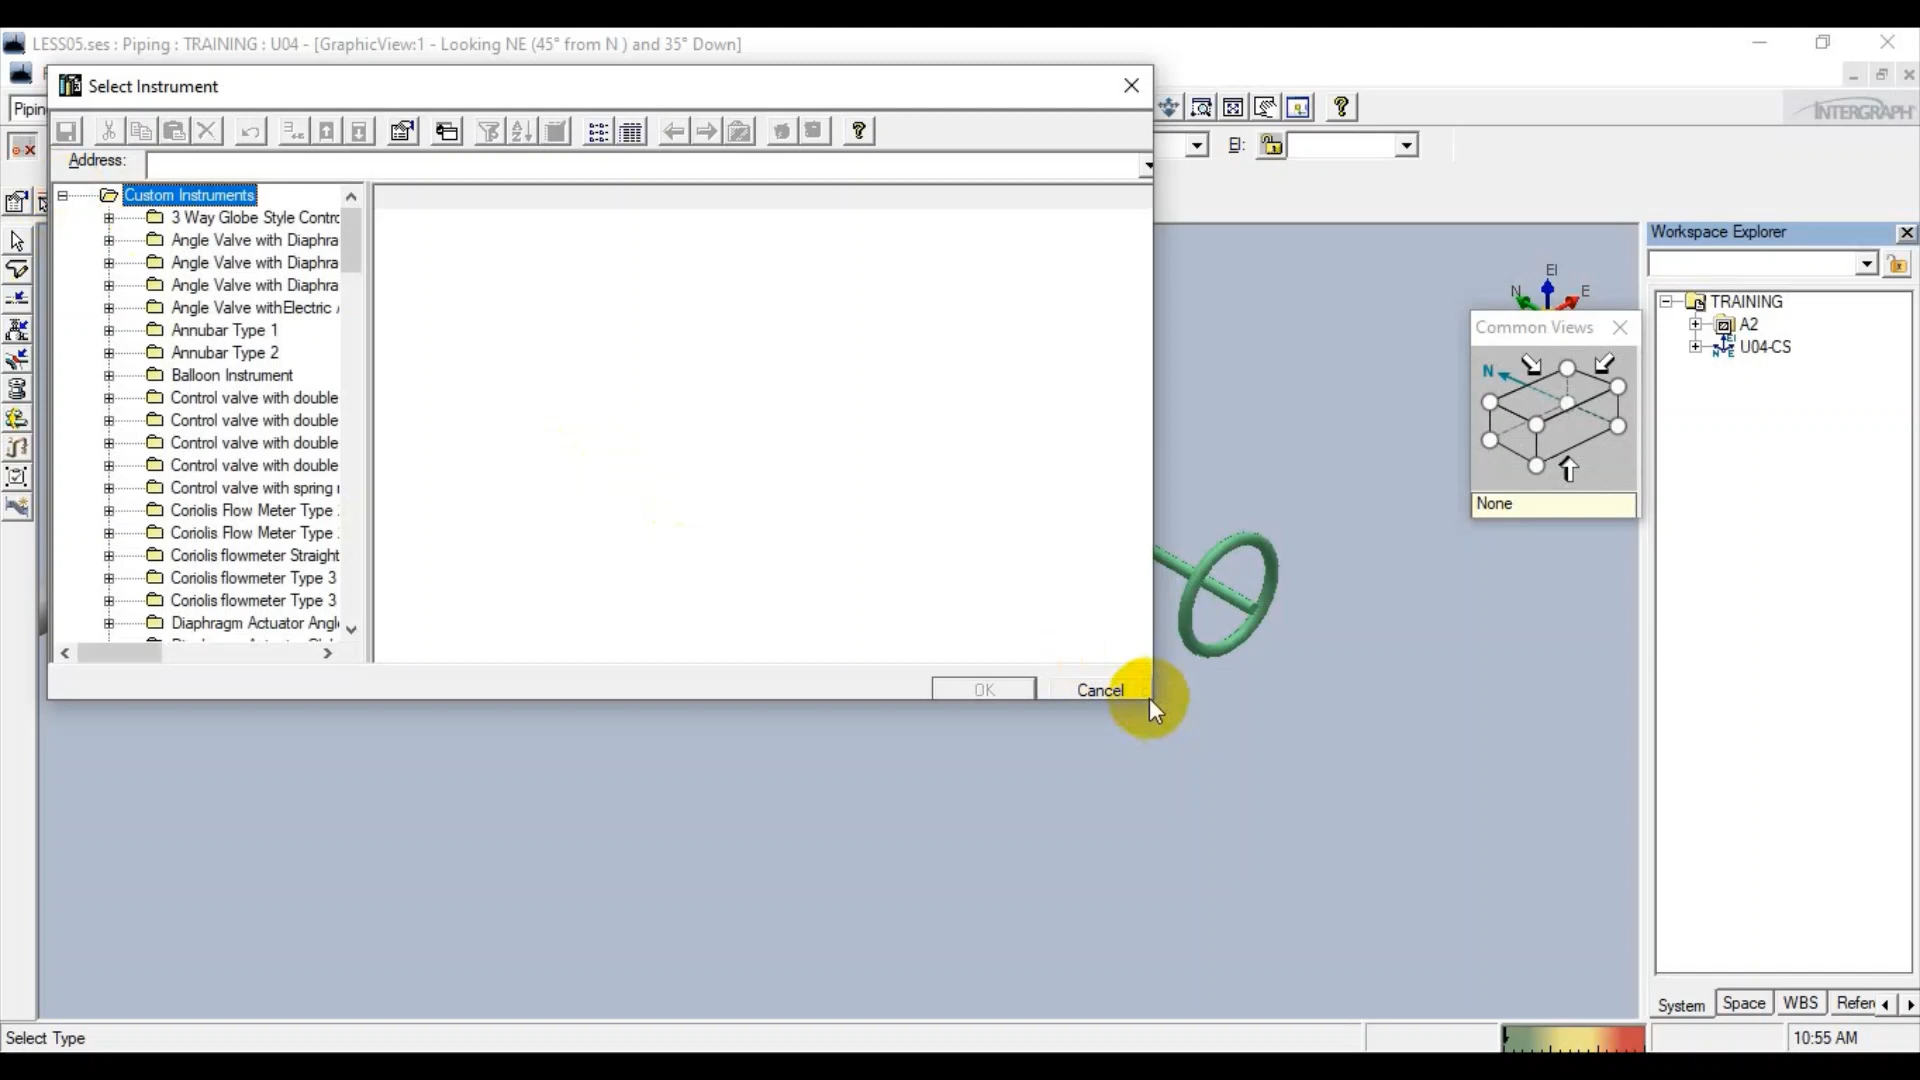 LESS05.ses : Piping : TRAINING : U04 - [GraphicView:1 - Looking NE (45° from N ) and 35° Down]
Select Instrument
Pipin
INTERGRAPH
Address:
El:
Custom Instruments
3 Way Globe Style Contro
Angle Valve with Diaphra
Angle Valve with Diaphra
Angle Valve with Diaphra
Angle Valve withElectric
Annubar Type 1
Annubar Type 2
Balloon Instrument
Control valve with double
Control valve with double
Control valve with double
Control valve with double
Control valve with spring
Coriolis Flow Meter Type
Coriolis Flow Meter Type
Coriolis flowmeter Straight
Coriolis flowmeter Type 3
Coriolis flowmeter Type 3
Diaphragm Actuator Angl
OK
Cancel
El
N
E
Common Views
N
None
Workspace Explorer
TRAINING
A2
U04-CS
System
Space
WBS
Refer
Select Type
10:55 AM